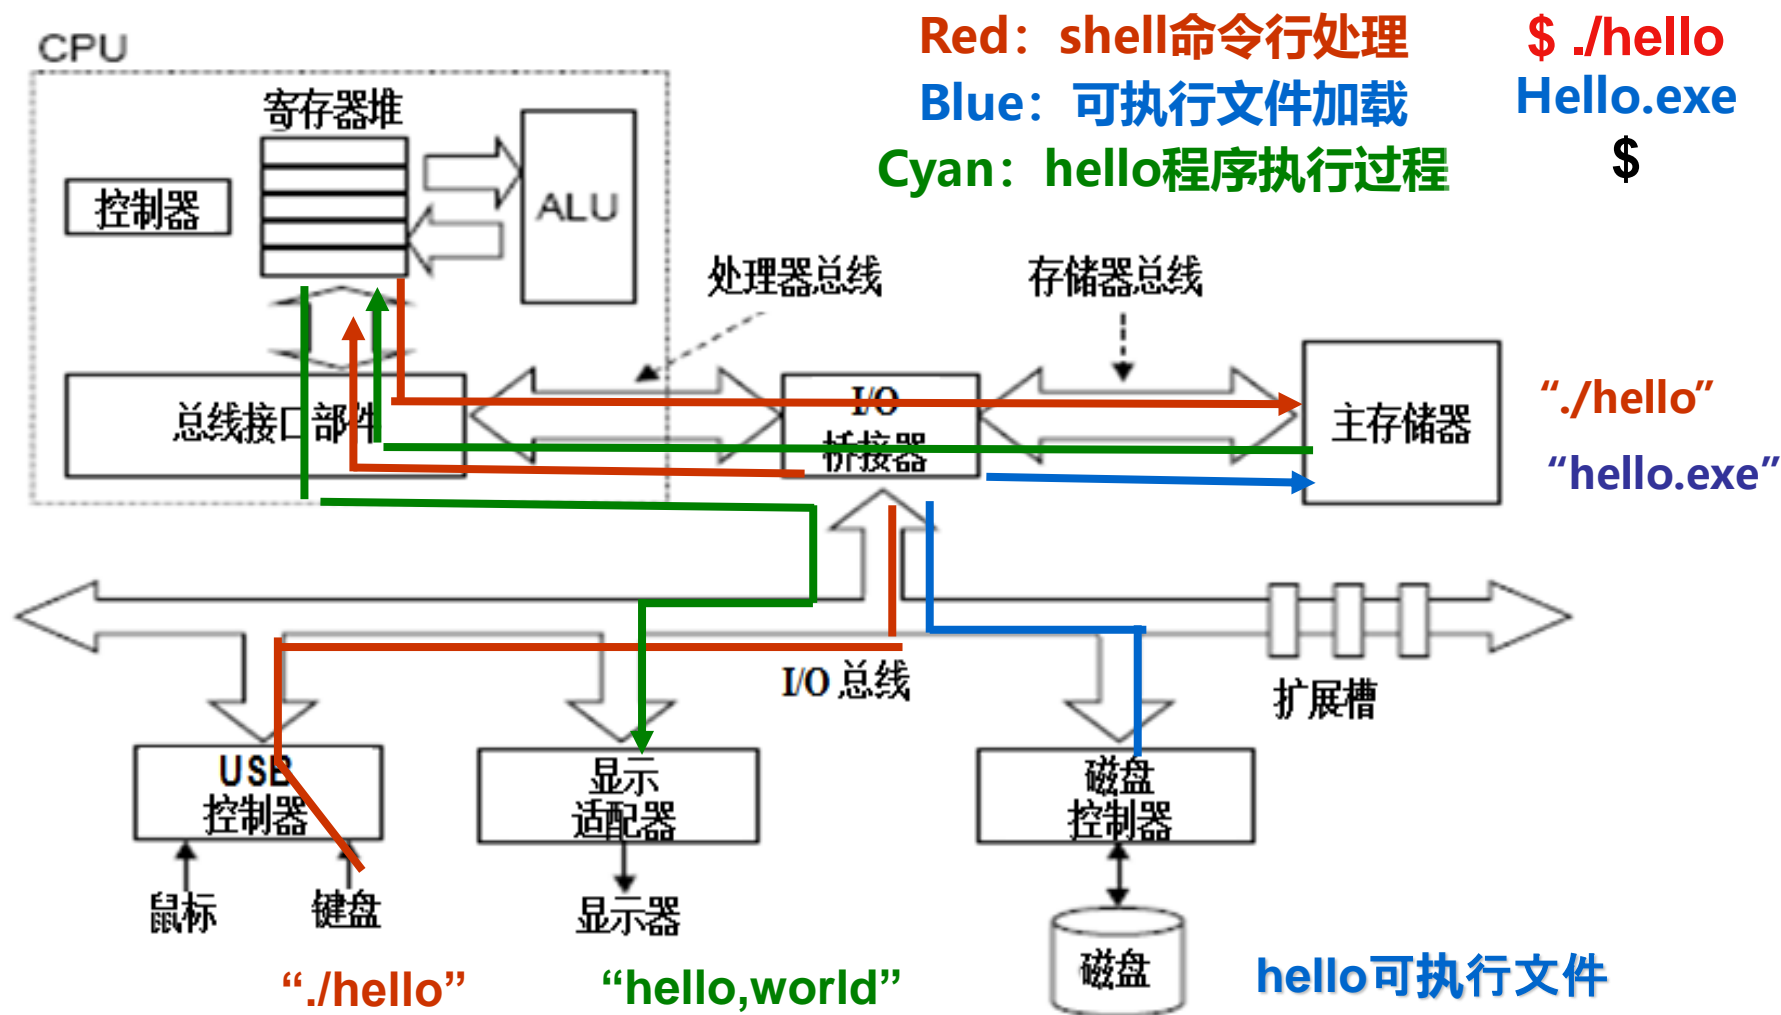 CPU
Red：shell命令行处理
$ ./hello
Blue：可执行文件加载
Hello.exe
Cyan：hello程序执行过程
$
寄存器堆
控制器
ALU
处理器总线
存储器总线
总线接口部件
I/O
桥接器
主存储器
“./hello”
“hello.exe”
I/O 总线
扩展槽
USB
控制器
显示
适配器
磁盘
控制器
鼠标
键盘
显示器
磁盘
“./hello”
“hello,world”
hello可执行文件